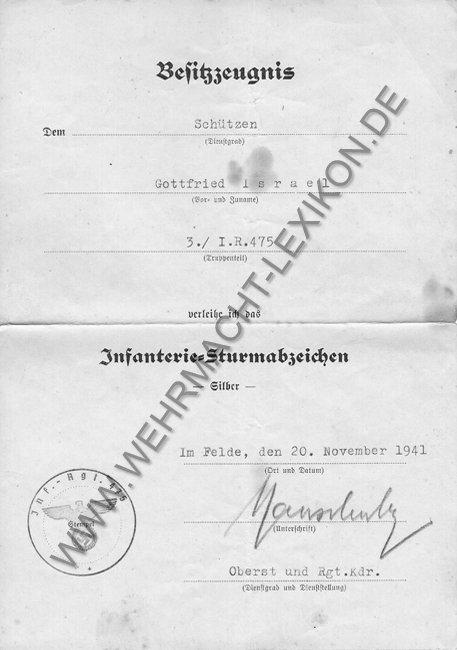 Besitzzeugnis
Dem Schützen
(Dienstgrad)
Gottfried Israel
(Vor- und Zuname)
3./ I.R.475
(Truppenteil)
verleihe ich das
Infanterie-Sturmabzeichen
— Silber —
Im Felde, den 20. November 1941
(Ort und Datum)
(Unterschrift)
Oberst und Rgt.Kdr.
(Dienstgrad und Dienststellung)
Inf.-Rgt. 475
Stempel
WWW.WEHRMACHT-LEXIKON.DE